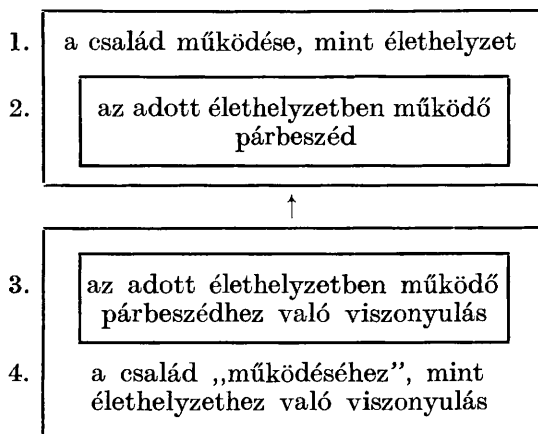 1. a család működése, mint élethelyzet
2. az adott élethelyzetben működő
párbeszéd
↑
3. az adott élethelyzetben működő
párbeszédhez való viszonyulás
4. a család ,,működéséhez”, mint
élethelyzethez való viszonyulás